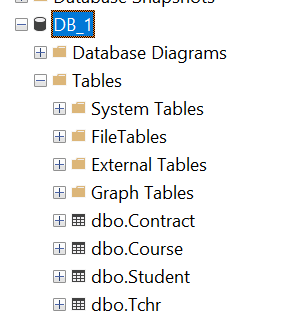 Database Snapshots
DB_1
Database Diagrams
Tables
System Tables
FileTables
External Tables
Graph Tables
dbo.Contract
dbo.Course
dbo.Student
dbo.Tchr